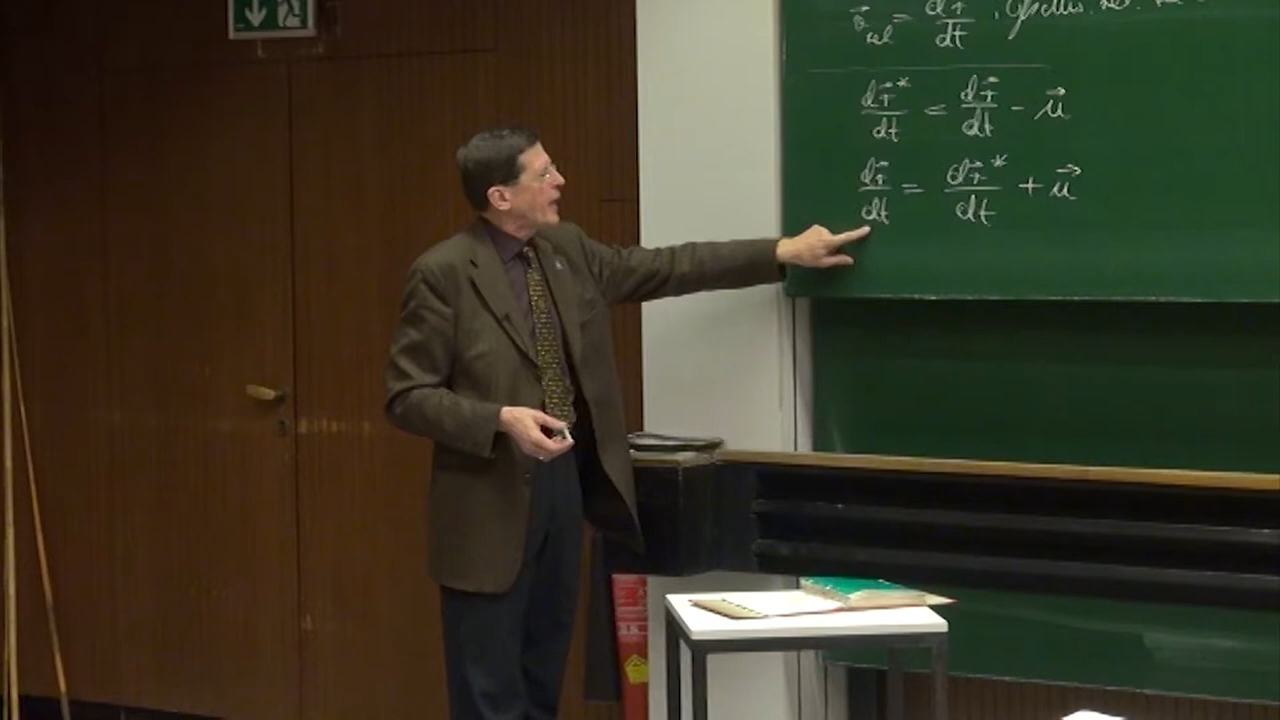 v⃗_rel = dr⃗/dt ,
dr⃗*/dt = dr⃗/dt - u⃗
dr⃗/dt = dr⃗*/dt + u⃗